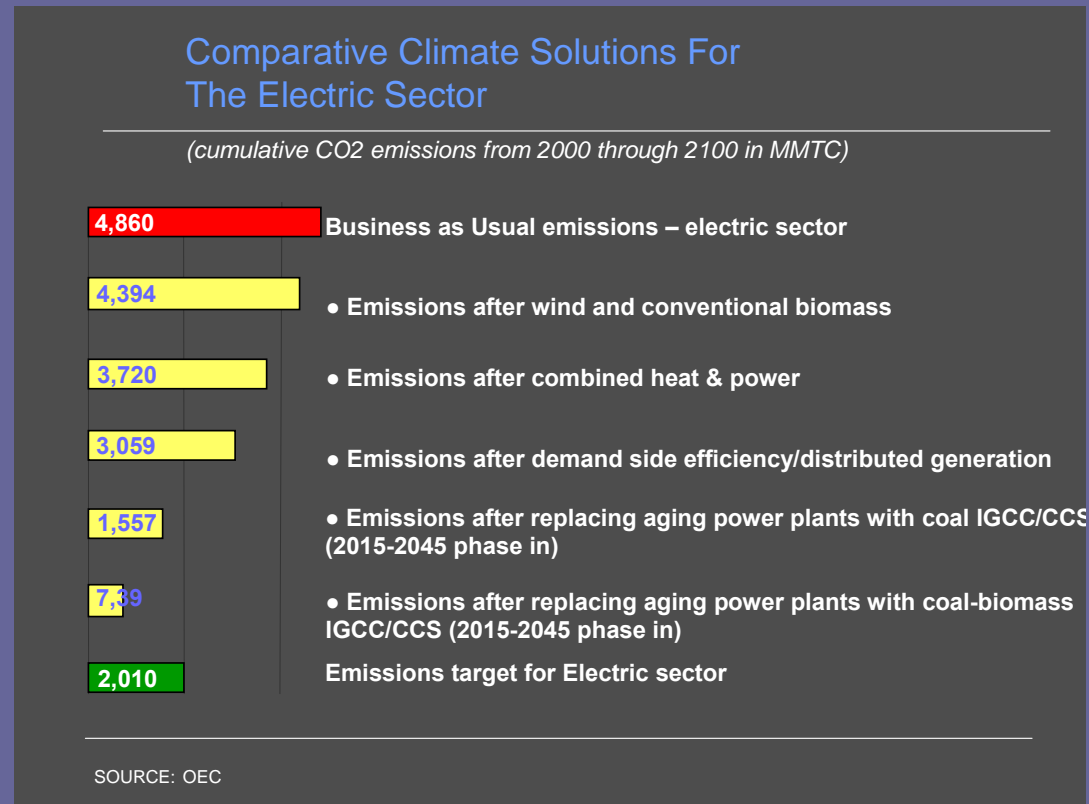 Comparative Climate Solutions For
The Electric Sector
(cumulative CO2 emissions from 2000 through 2100 in MMTC)
4,860
Business as Usual emissions – electric sector
4,394
● Emissions after wind and conventional biomass
3,720
● Emissions after combined heat & power
3,059
● Emissions after demand side efficiency/distributed generation
1,557
● Emissions after replacing aging power plants with coal IGCC/CCS
(2015-2045 phase in)
7,39
● Emissions after replacing aging power plants with coal-biomass
IGCC/CCS (2015-2045 phase in)
2,010
Emissions target for Electric sector
SOURCE: OEC